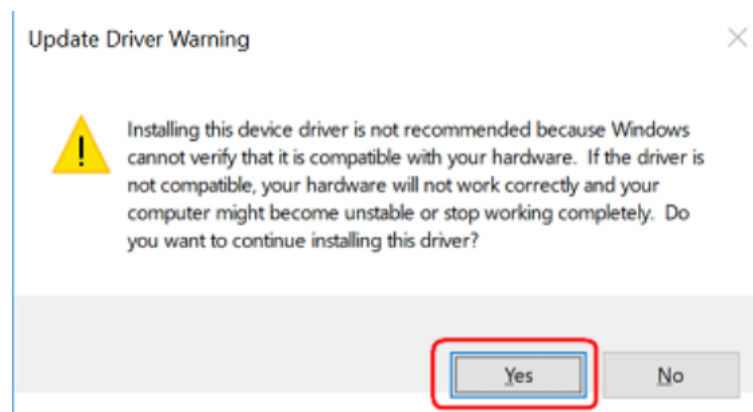 Update Driver Warning
Installing this device driver is not recommended because Windows
cannot verify that it is compatible with your hardware.  If the driver is
not compatible, your hardware will not work correctly and your
computer might become unstable or stop working completely.  Do
you want to continue installing this driver?
Yes No